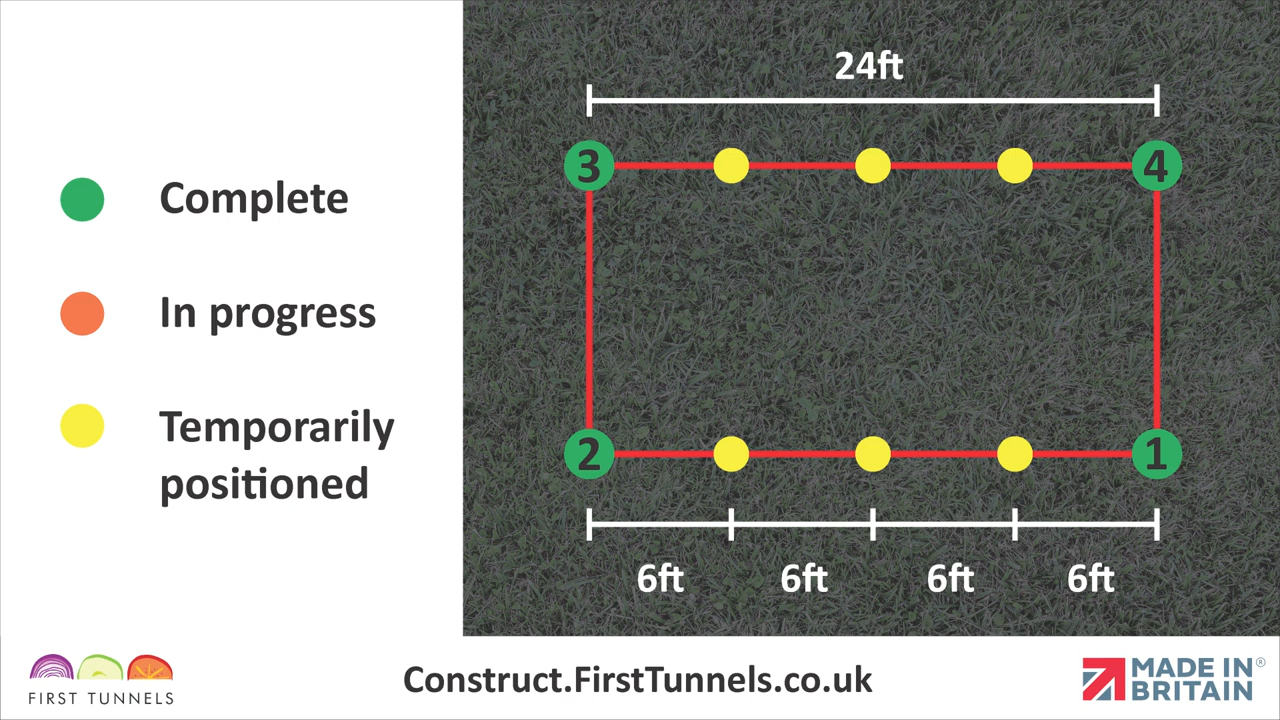 Complete
In progress
Temporarily
positioned
24ft
3
4
2
1
6ft 6ft 6ft 6ft
FIRST TUNNELS
Construct.FirstTunnels.co.uk
MADE IN®
BRITAIN